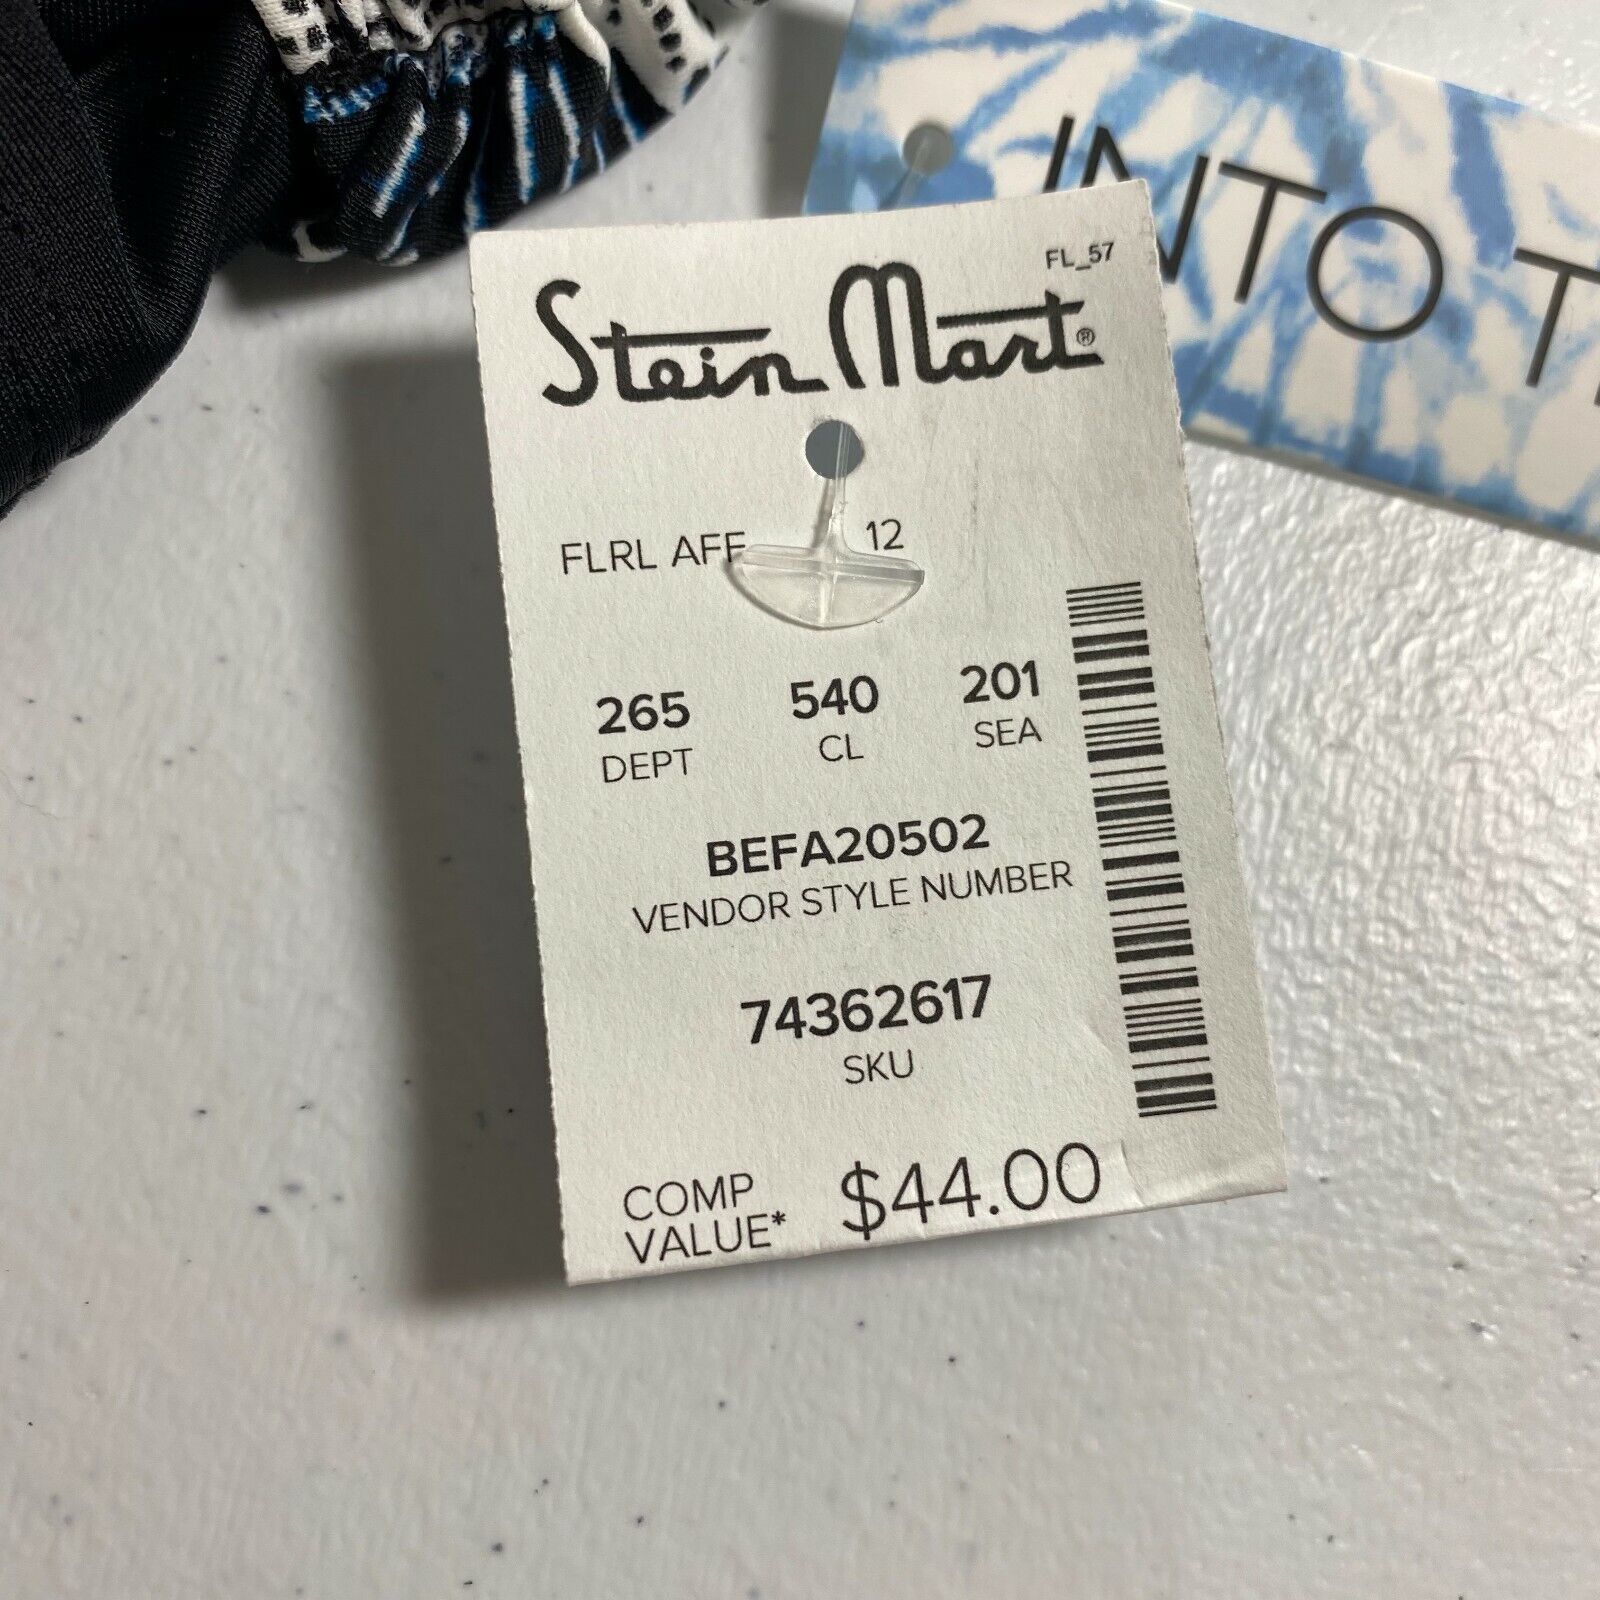 INTO
FL_57
Stein Mart®
FLRL AFF 12
265 540 201
DEPT CL SEA
BEFA20502
VENDOR STYLE NUMBER
74362617
SKU
COMP
VALUE* $44.00